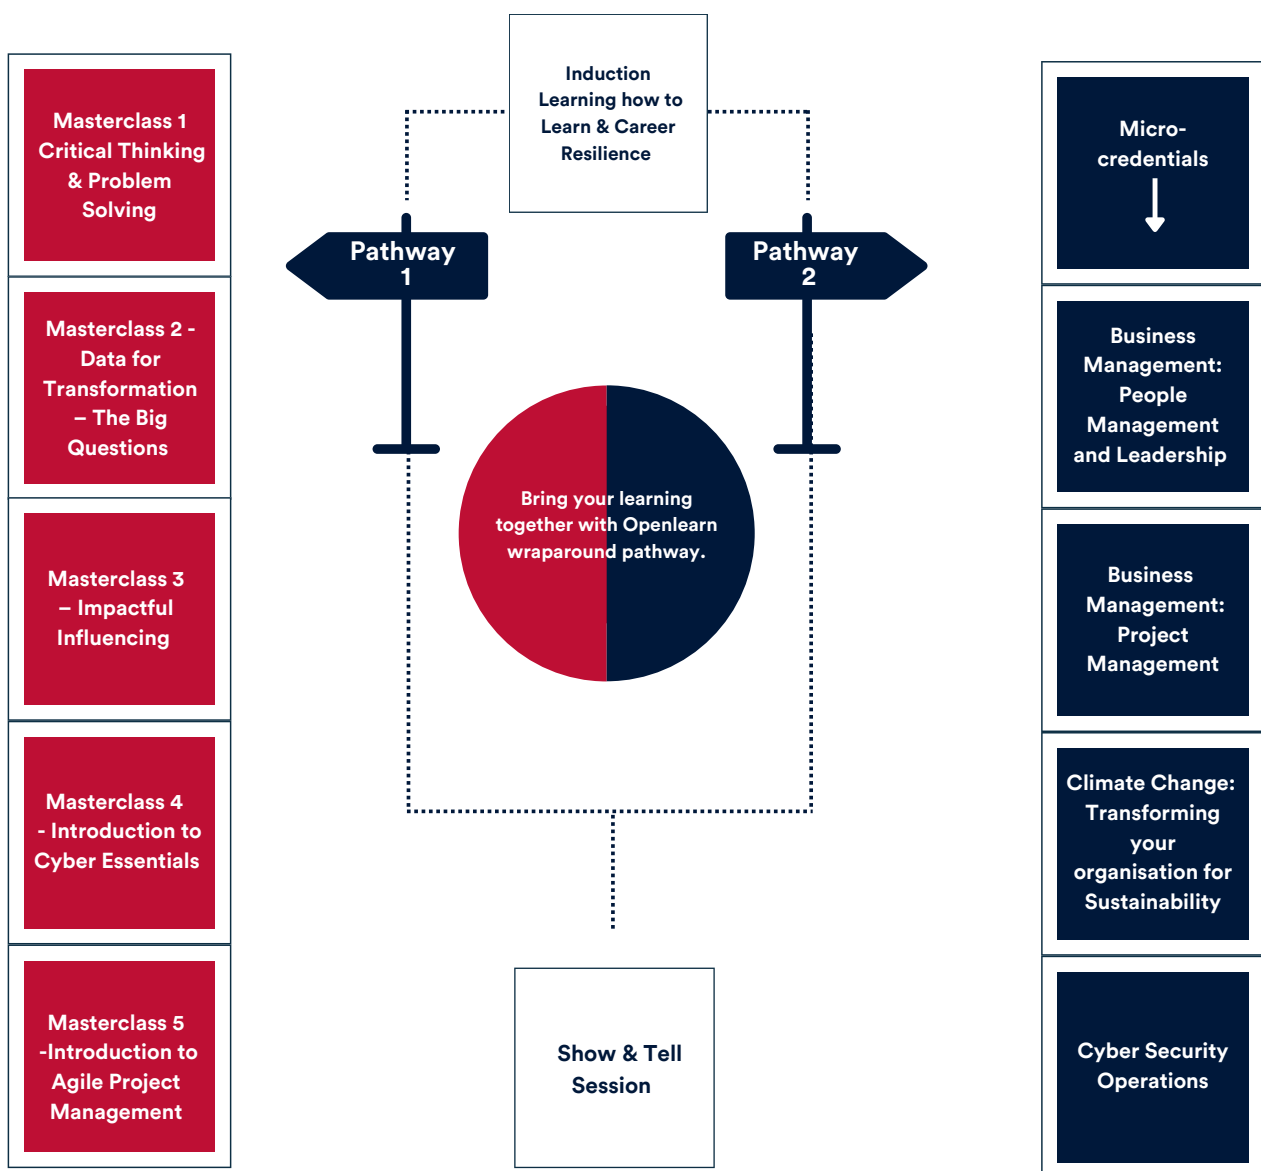 Masterclass 1
Critical Thinking
& Problem
Solving
Masterclass 2 -
Data for
Transformation
– The Big
Questions
Masterclass 3
– Impactful
Influencing
Masterclass 4
- Introduction to
Cyber Essentials
Masterclass 5
-Introduction to
Agile Project
Management
Induction
Learning how to
Learn & Career
Resilience
Pathway
1
Pathway
2
Bring your learning
together with Openlearn
wraparound pathway.
Show & Tell
Session
Micro-
credentials
Business
Management:
People
Management
and Leadership
Business
Management:
Project
Management
Climate Change:
Transforming
your
organisation for
Sustainability
Cyber Security
Operations